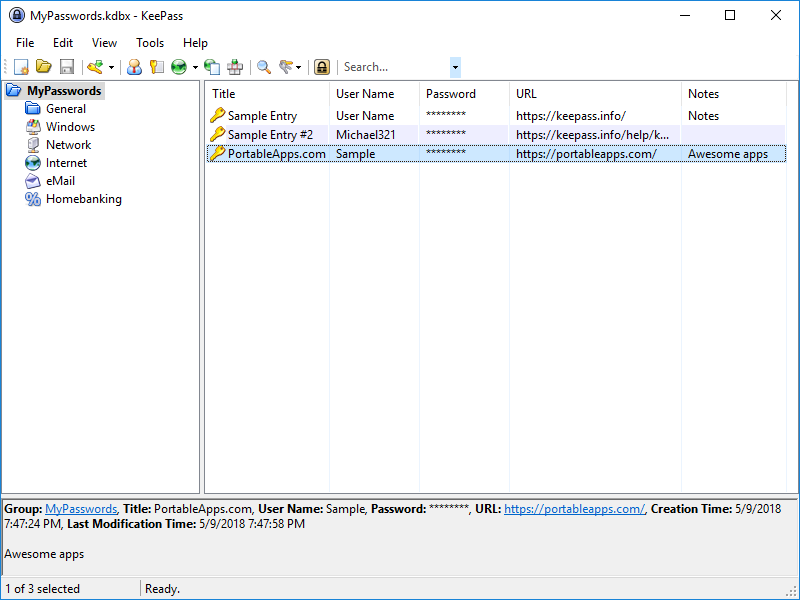 MyPasswords.kdbx - KeePass
File Edit View Tools Help
Search...
MyPasswords
General
Windows
Network
Internet
eMail
Homebanking
Title User Name Password URL Notes
Sample Entry User Name ******** https://keepass.info/ Notes
Sample Entry #2 Michael321 ******** https://keepass.info/help/k...
PortableApps.com Sample ******** https://portableapps.com/ Awesome apps
Group: MyPasswords, Title: PortableApps.com, User Name: Sample, Password: ********, URL: https://portableapps.com/, Creation Time: 5/9/2018
7:47:24 PM, Last Modification Time: 5/9/2018 7:47:58 PM
Awesome apps
1 of 3 selected Ready.